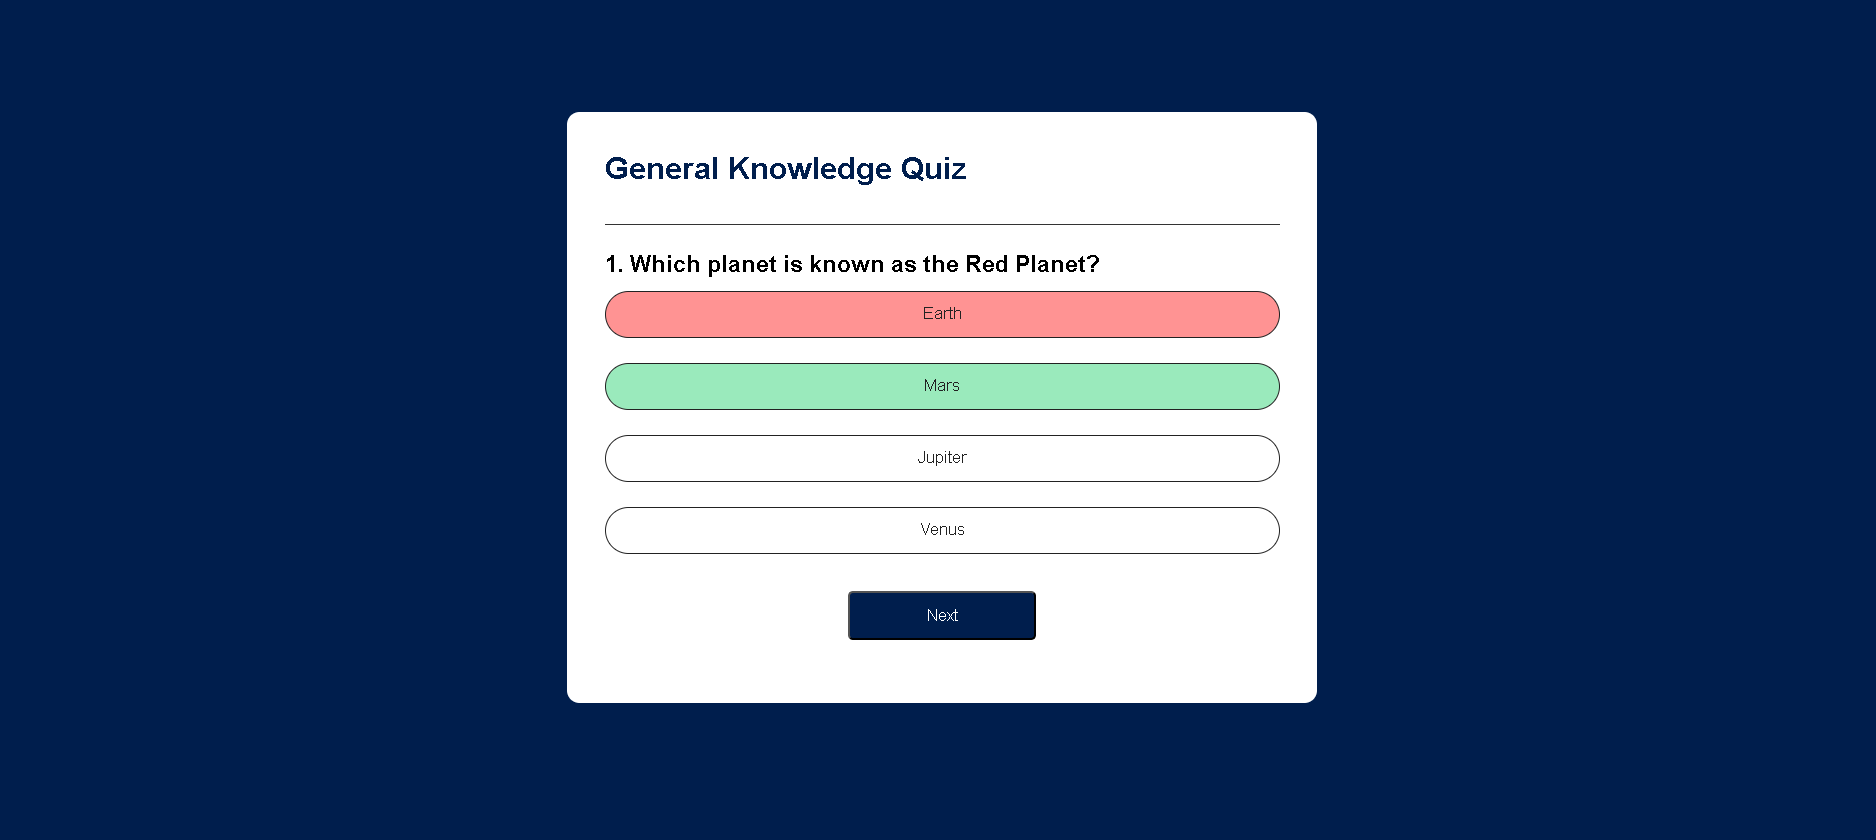 General Knowledge Quiz
1. Which planet is known as the Red Planet?
Earth
Mars
Jupiter
Venus
Next